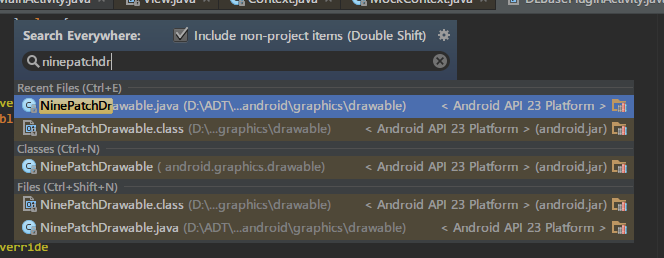 MainActivity.java View.java Context.java MockContext.java DLBasePluginActivity.java
Search Everywhere: Include non-project items (Double Shift)
ninepatchdr
Recent Files (Ctrl+E)
NinePatchDrawable.java (D:\ADT\...android\graphics\drawable) < Android API 23 Platform >
NinePatchDrawable.class (D:\...graphics\drawable) < Android API 23 Platform > (android.jar)
Classes (Ctrl+N)
NinePatchDrawable ( android.graphics.drawable) < Android API 23 Platform > (android.jar)
Files (Ctrl+Shift+N)
NinePatchDrawable.class (D:\...graphics\drawable) < Android API 23 Platform > (android.jar)
NinePatchDrawable.java (D:\ADT\...android\graphics\drawable) < Android API 23 Platform >
verride